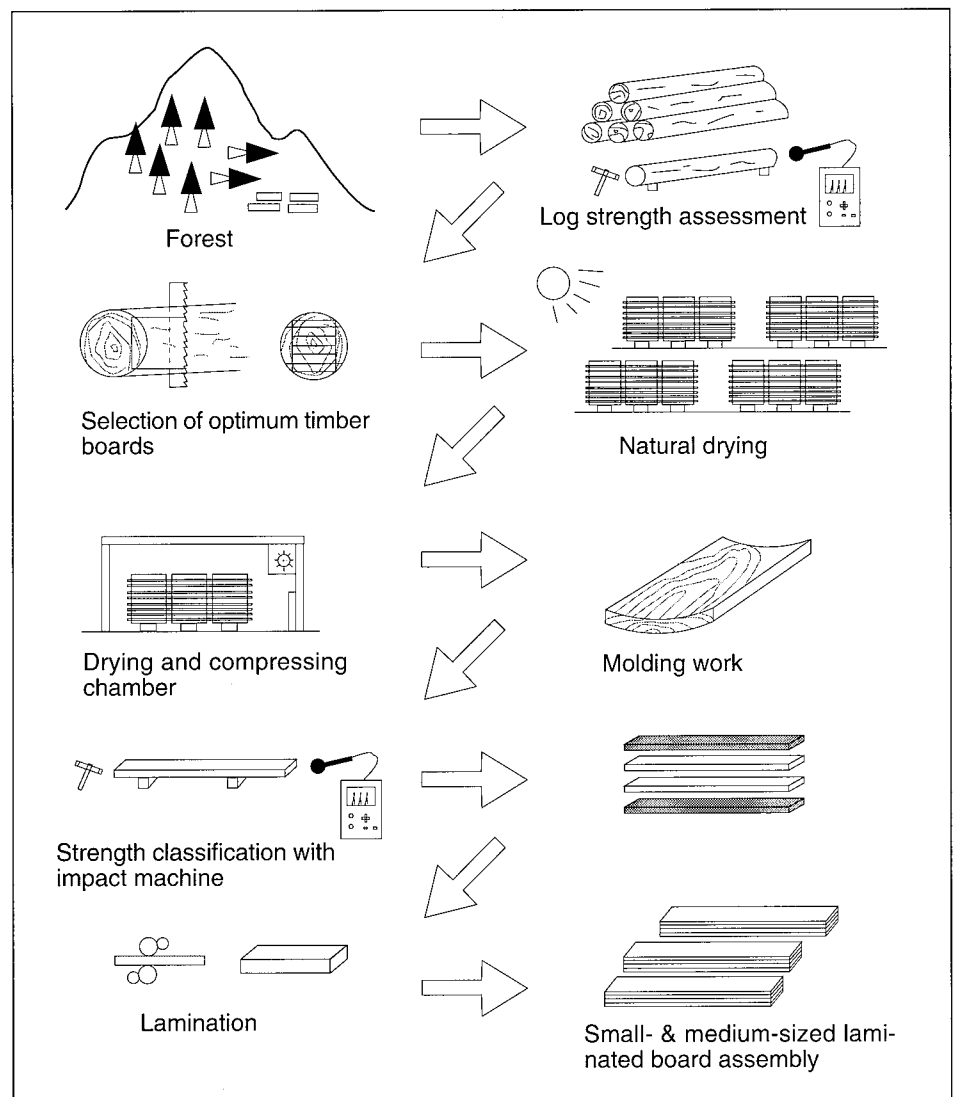 Forest
Log strength assessment
Selection of optimum timber
boards
Natural drying
Drying and compressing
chamber
Molding work
Strength classification with
impact machine
Lamination
Small- & medium-sized lami-
nated board assembly